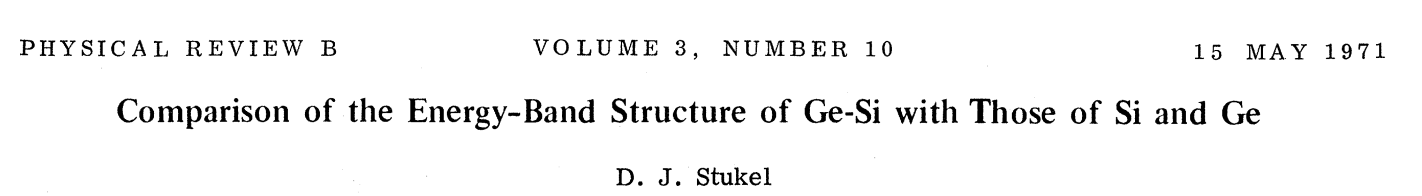 PHYSICAL REVIEW B VOLUME 3, NUMBER 10 15 MAY 1971
Comparison of the Energy-Band Structure of Ge-Si with Those of Si and Ge
D. J. Stukel